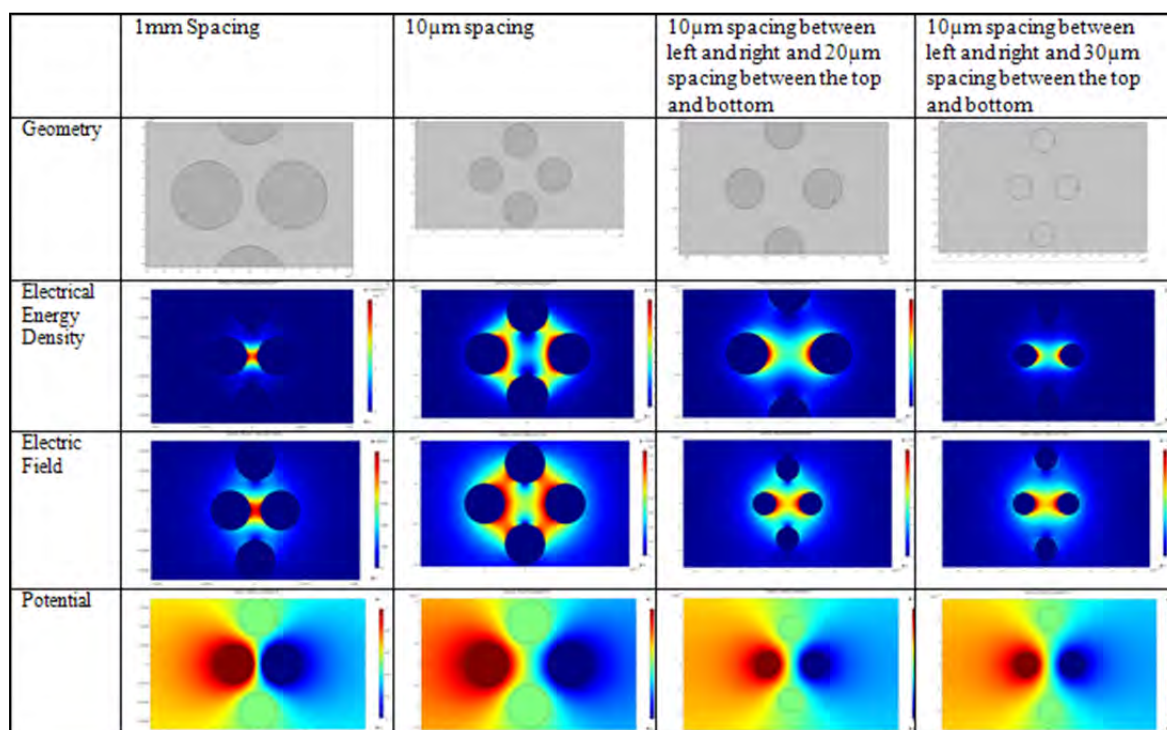 1mm Spacing
10µm spacing
10µm spacing between
left and right and 20µm
spacing between the top
and bottom
10µm spacing between
left and right and 30µm
spacing between the top
and bottom
Geometry
Electrical
Energy
Density
Electric
Field
Potential